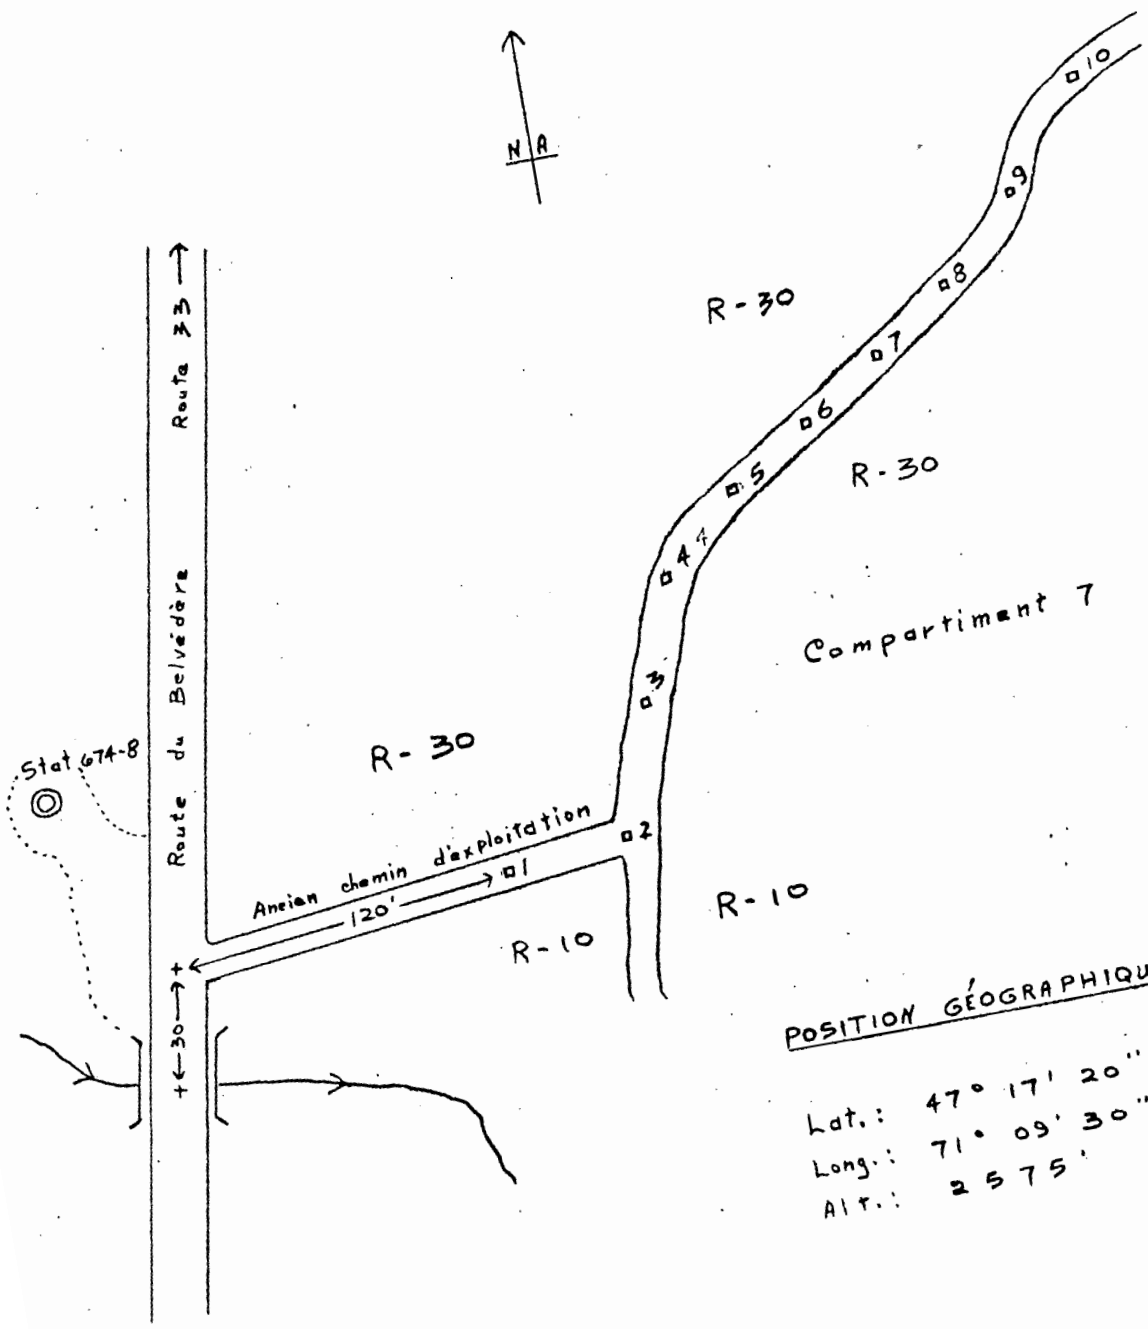 N A
Route 33
Route du Belvédère
Stat 674-8
10
9
8
7
6
5
4 4
3
2
1
R-30
R-30
R-30
Compartiment 7
Ancien chemin d'exploitation
120'
30
R-10
R-10
POSITION GÉOGRAPHIQU
Lat.: 47° 17' 20"
Long.: 71° 09' 30"
Alt.: 2575'